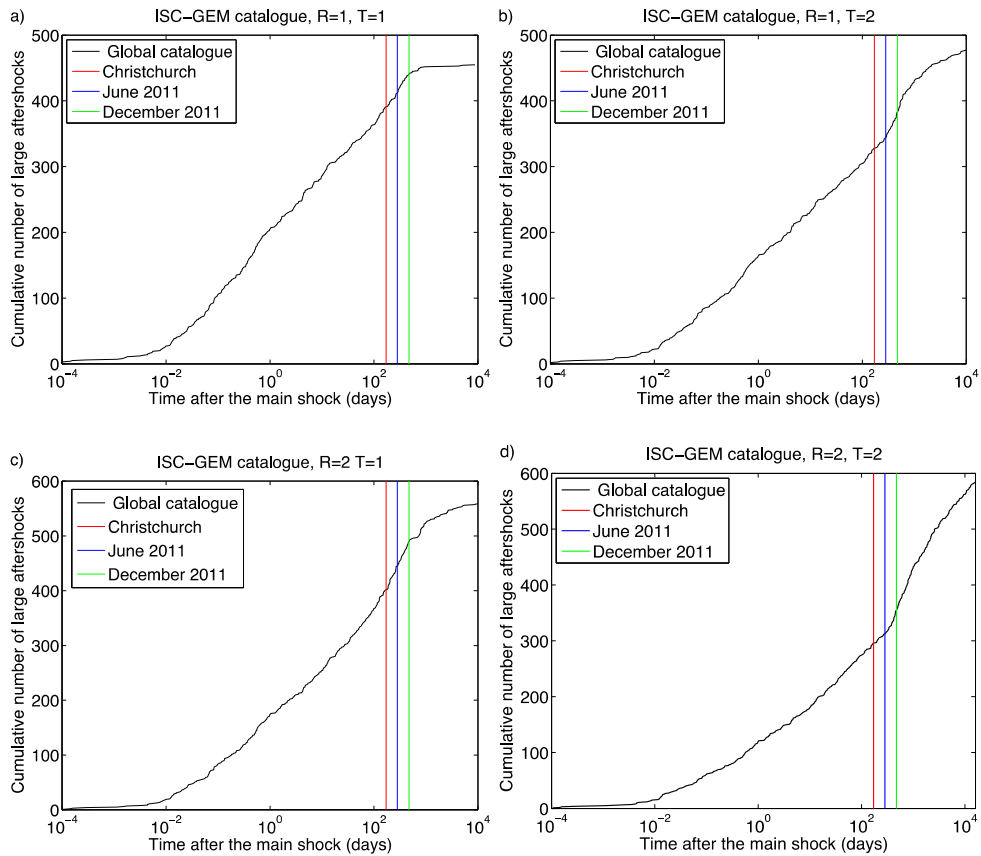 a)
ISC-GEM catalogue, R=1, T=1
500
400
300
200
100
0
Cumulative number of large aftershocks
Global catalogue
Christchurch
June 2011
December 2011
10^-4
10^-2
10^0
10^2
10^4
Time after the main shock (days)
b)
ISC-GEM catalogue, R=1, T=2
500
400
300
200
100
0
Cumulative number of large aftershocks
Global catalogue
Christchurch
June 2011
December 2011
10^-4
10^-2
10^0
10^2
10^4
Time after the main shock (days)
c)
ISC-GEM catalogue, R=2 T=1
600
500
400
300
200
100
0
Cumulative number of large aftershocks
Global catalogue
Christchurch
June 2011
December 2011
10^-4
10^-2
10^0
10^2
10^4
Time after the main shock (days)
d)
ISC-GEM catalogue, R=2, T=2
600
500
400
300
200
100
0
Cumulative number of large aftershocks
Global catalogue
Christchurch
June 2011
December 2011
10^-4
10^-2
10^0
10^2
10^4
Time after the main shock (days)